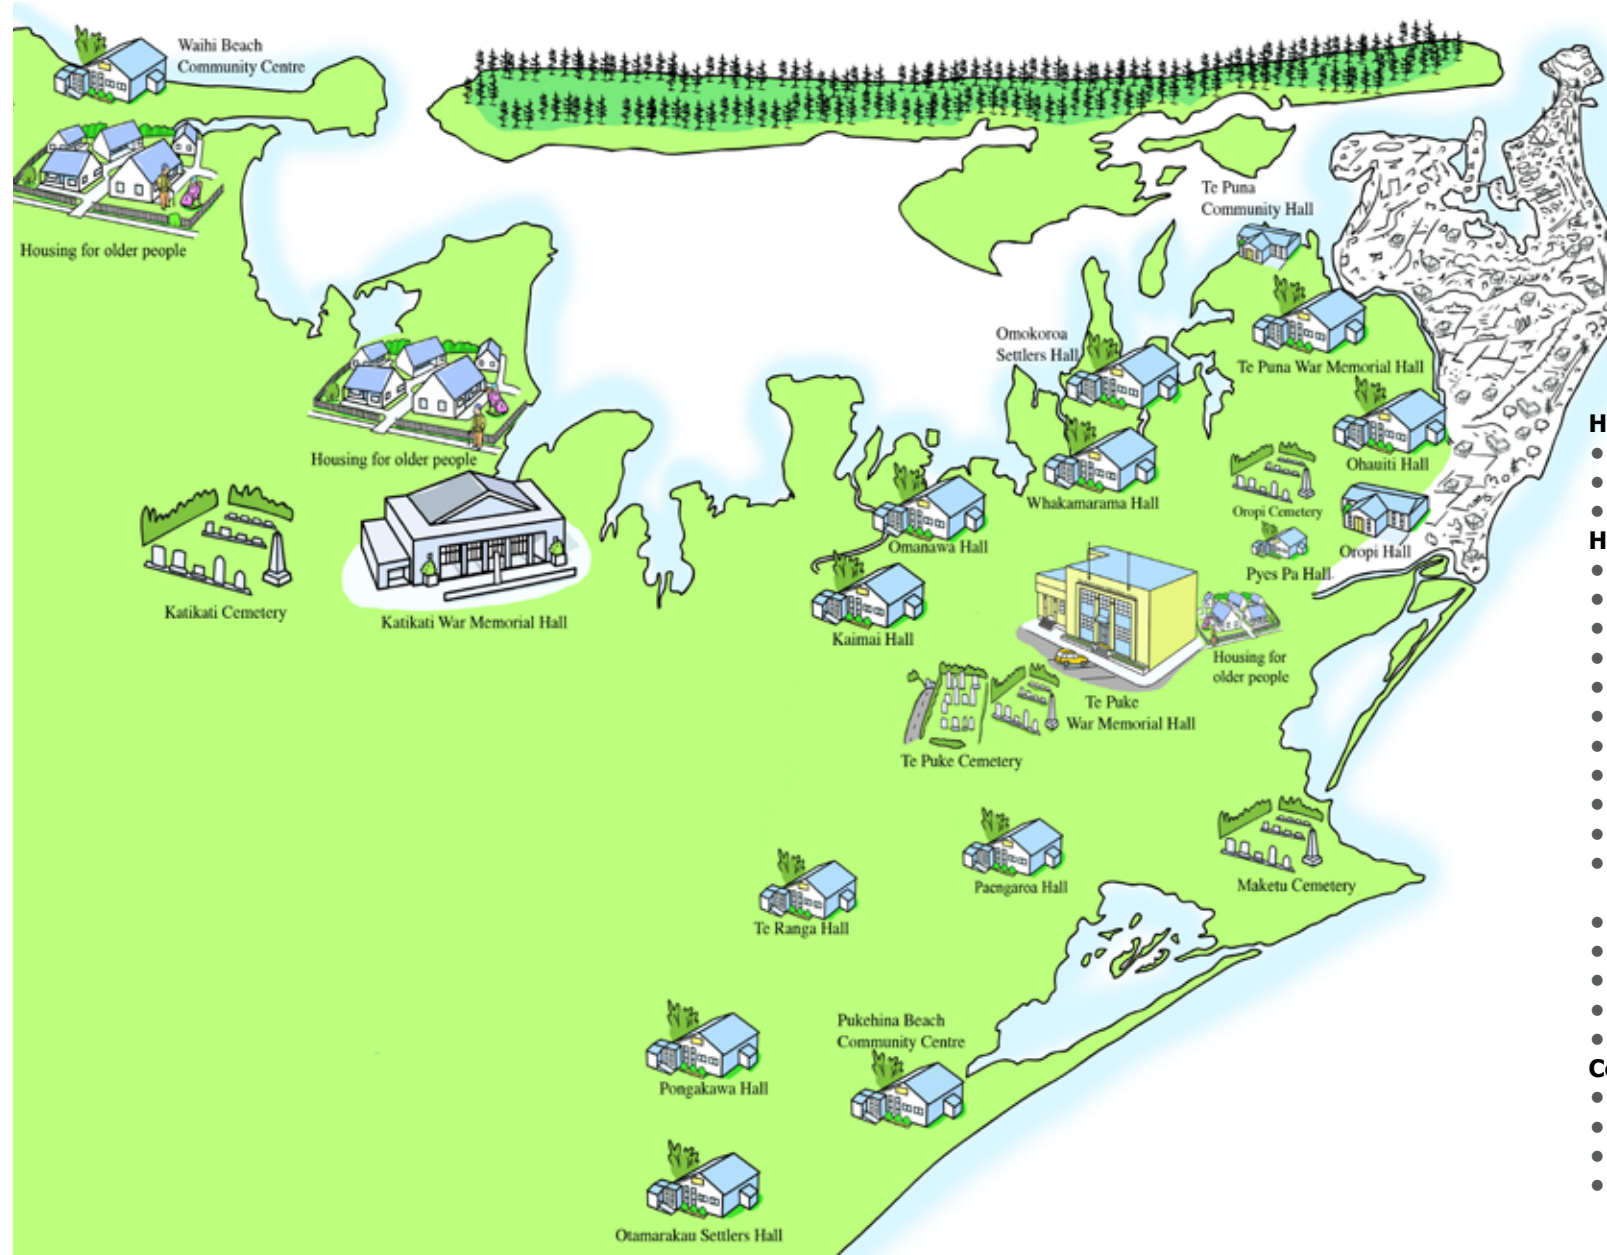 Waihi Beach
Community Centre
Housing for older people
Te Puna
Community Hall
Omokoroa
Settlers Hall
Te Puna War Memorial Hall
Housing for older people
Ohauiti Hall
Whakamarama Hall
Oropi Cemetery
Omanawa Hall
Oropi Hall
Pyes Pa Hall
Katikati Cemetery
Katikati War Memorial Hall
Kaimai Hall
Housing for
older people
Te Puke
War Memorial Hall
Te Puke Cemetery
Paengaroa Hall
Maketu Cemetery
Te Ranga Hall
Pukehina Beach
Community Centre
Pongakawa Hall
Otamarakau Settlers Hall
H
H